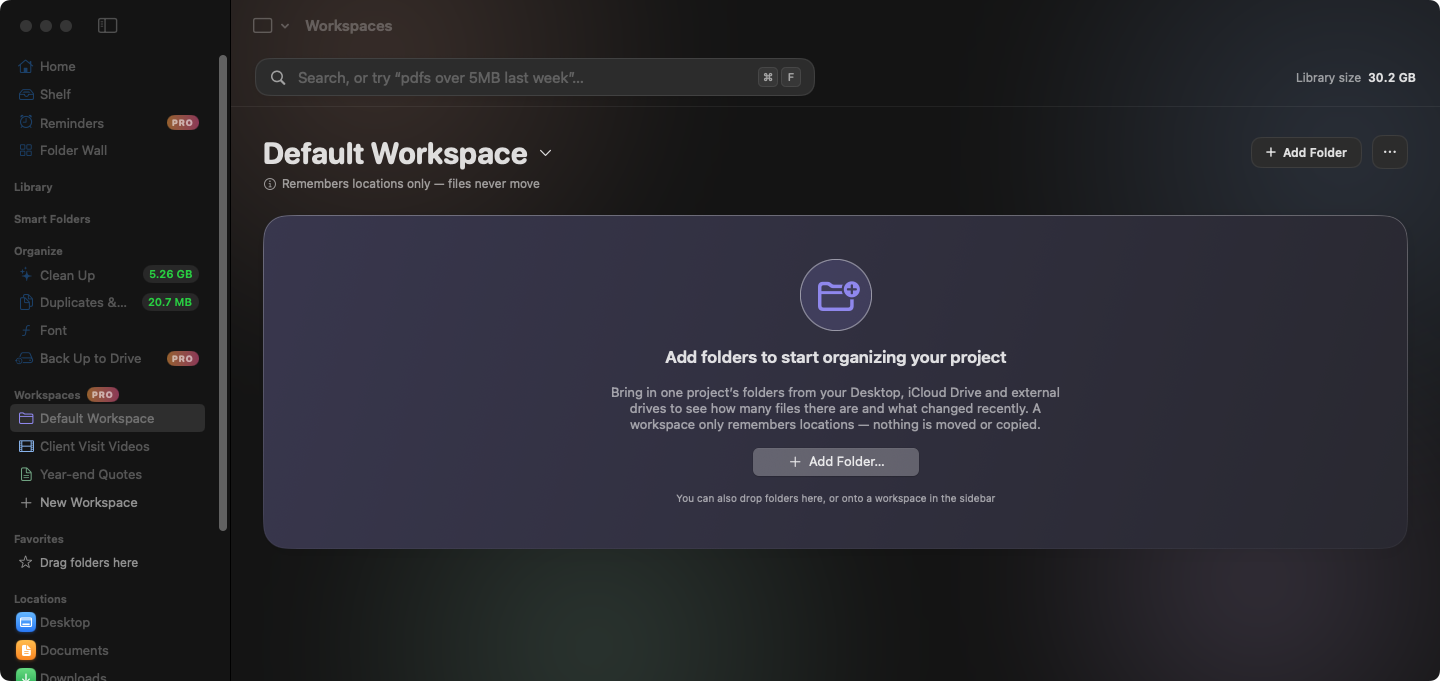 Home
Shelf
Reminders PRO
Folder Wall
Library
Smart Folders
Organize
Clean Up 5.26 GB
Duplicates &... 20.7 MB
Font
Back Up to Drive PRO
Workspaces PRO
Default Workspace
Client Visit Videos
Year-end Quotes
New Workspace
Favorites
Drag folders here
Locations
Desktop
Documents
Downloads
Workspaces
Search, or try “pdfs over 5MB last week”... ⌘ F
Library size 30.2 GB
Default Workspace
Remembers locations only — files never move
+ Add Folder ...
Add folders to start organizing your project
Bring in one project’s folders from your Desktop, iCloud Drive and external
drives to see how many files there are and what changed recently. A
workspace only remembers locations — nothing is moved or copied.
+ Add Folder...
You can also drop folders here, or onto a workspace in the sidebar